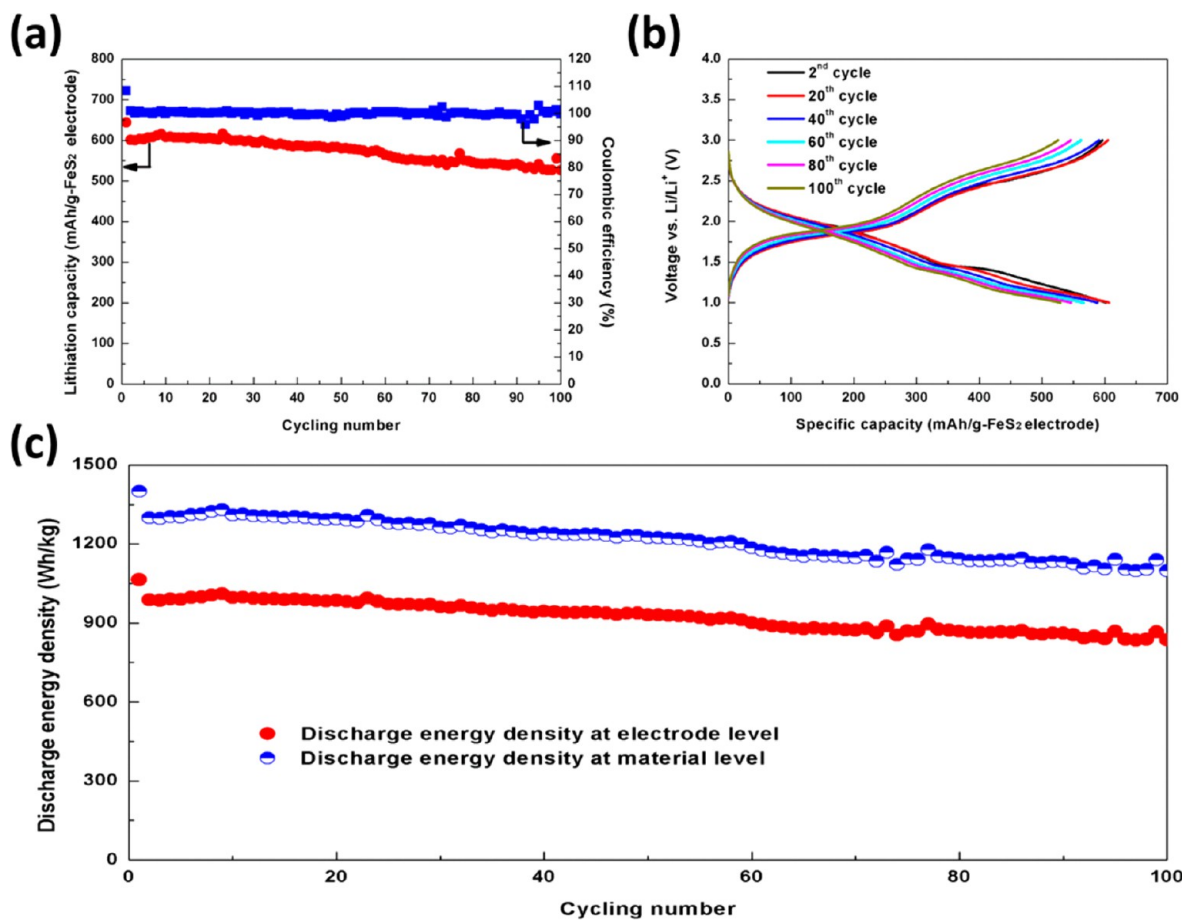 (a)
800
700
600
500
400
300
200
100
0
Lithiation capacity (mAh/g-FeS₂ electrode)
0 10 20 30 40 50 60 70 80 90 100
Cycling number
120
110
100
90
80
70
60
50
40
30
20
10
0
Coulombic efficiency (%)
(b)
4.0
3.5
3.0
2.5
2.0
1.5
1.0
0.5
0.0
Voltage vs. Li/Li⁺ (V)
2ⁿᵈ cycle
20ᵗʰ cycle
40ᵗʰ cycle
60ᵗʰ cycle
80ᵗʰ cycle
100ᵗʰ cycle
0 100 200 300 400 500 600 700
Specific capacity (mAh/g-FeS₂ electrode)
(c)
1500
1200
900
600
300
0
Discharge energy density (Wh/kg)
Discharge energy density at electrode level
Discharge energy density at material level
0 20 40 60 80 100
Cycling number